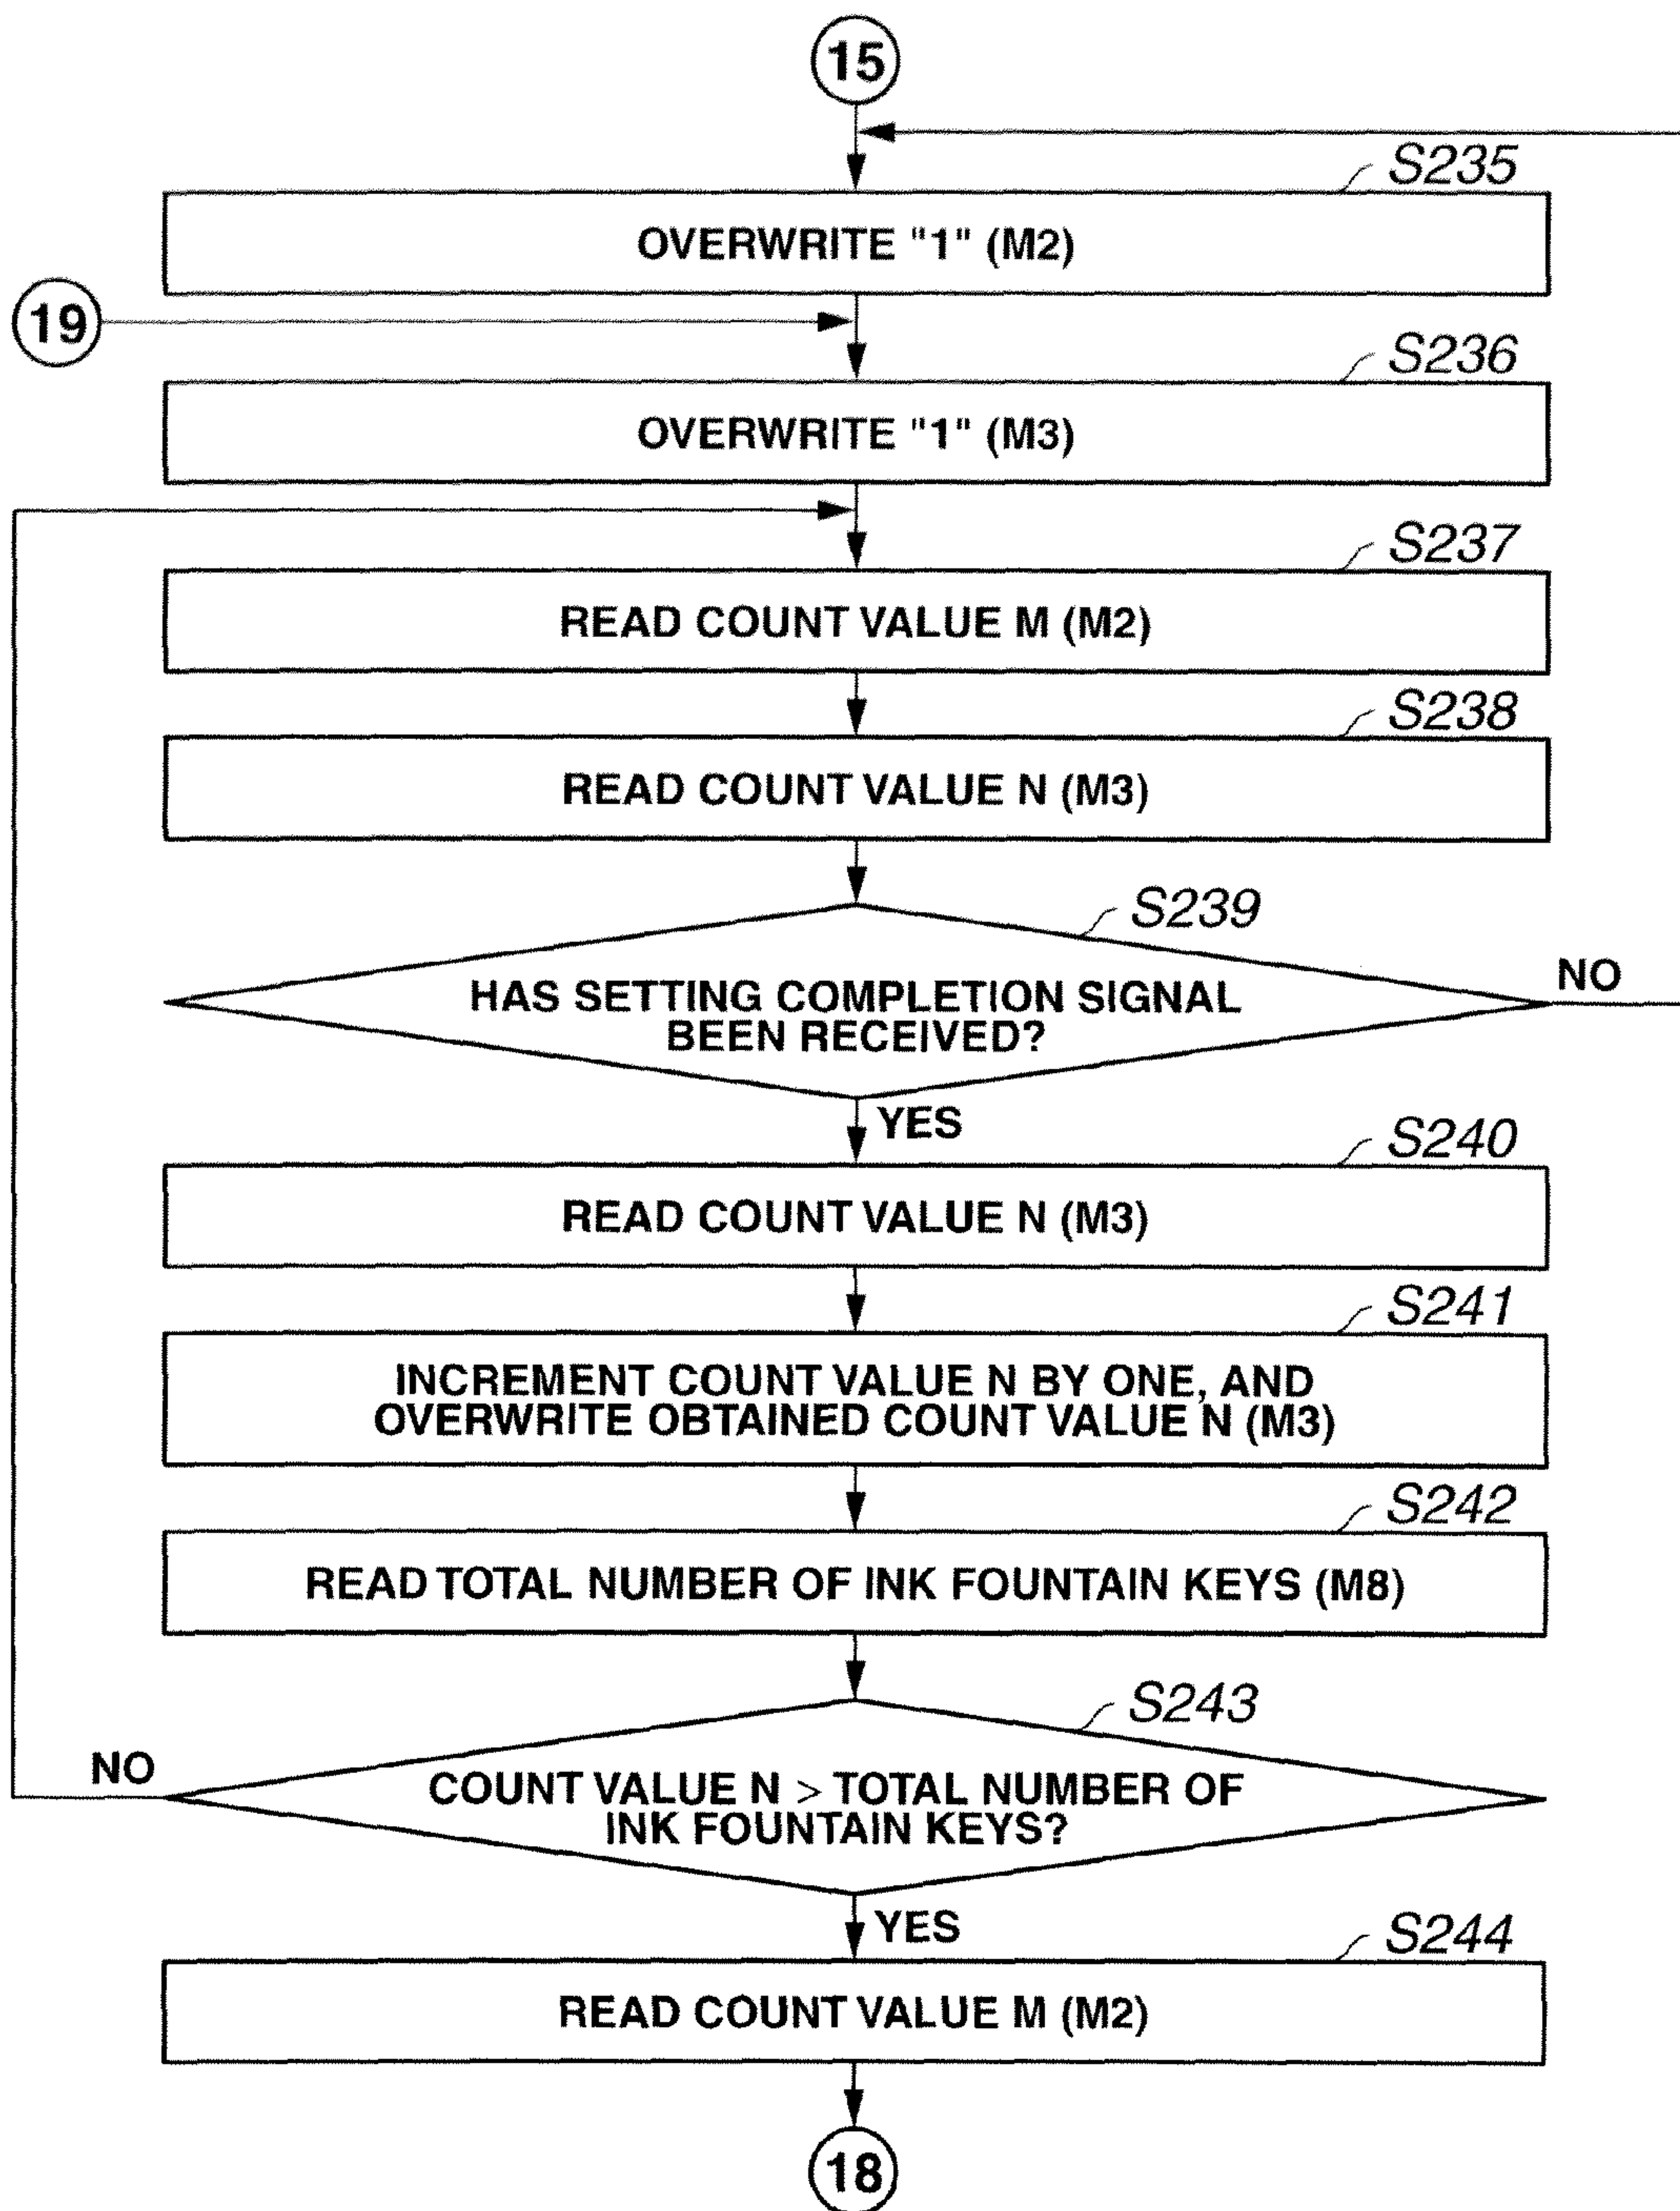 15
S235
OVERWRITE "1" (M2)
19
S236
OVERWRITE "1" (M3)
S237
READ COUNT VALUE M (M2)
S238
READ COUNT VALUE N (M3)
S239
HAS SETTING COMPLETION SIGNAL
BEEN RECEIVED?
NO
YES
S240
READ COUNT VALUE N (M3)
S241
INCREMENT COUNT VALUE N BY ONE, AND
OVERWRITE OBTAINED COUNT VALUE N (M3)
S242
READ TOTAL NUMBER OF INK FOUNTAIN KEYS (M8)
S243
NO
COUNT VALUE N > TOTAL NUMBER OF
INK FOUNTAIN KEYS?
YES
S244
READ COUNT VALUE M (M2)
18